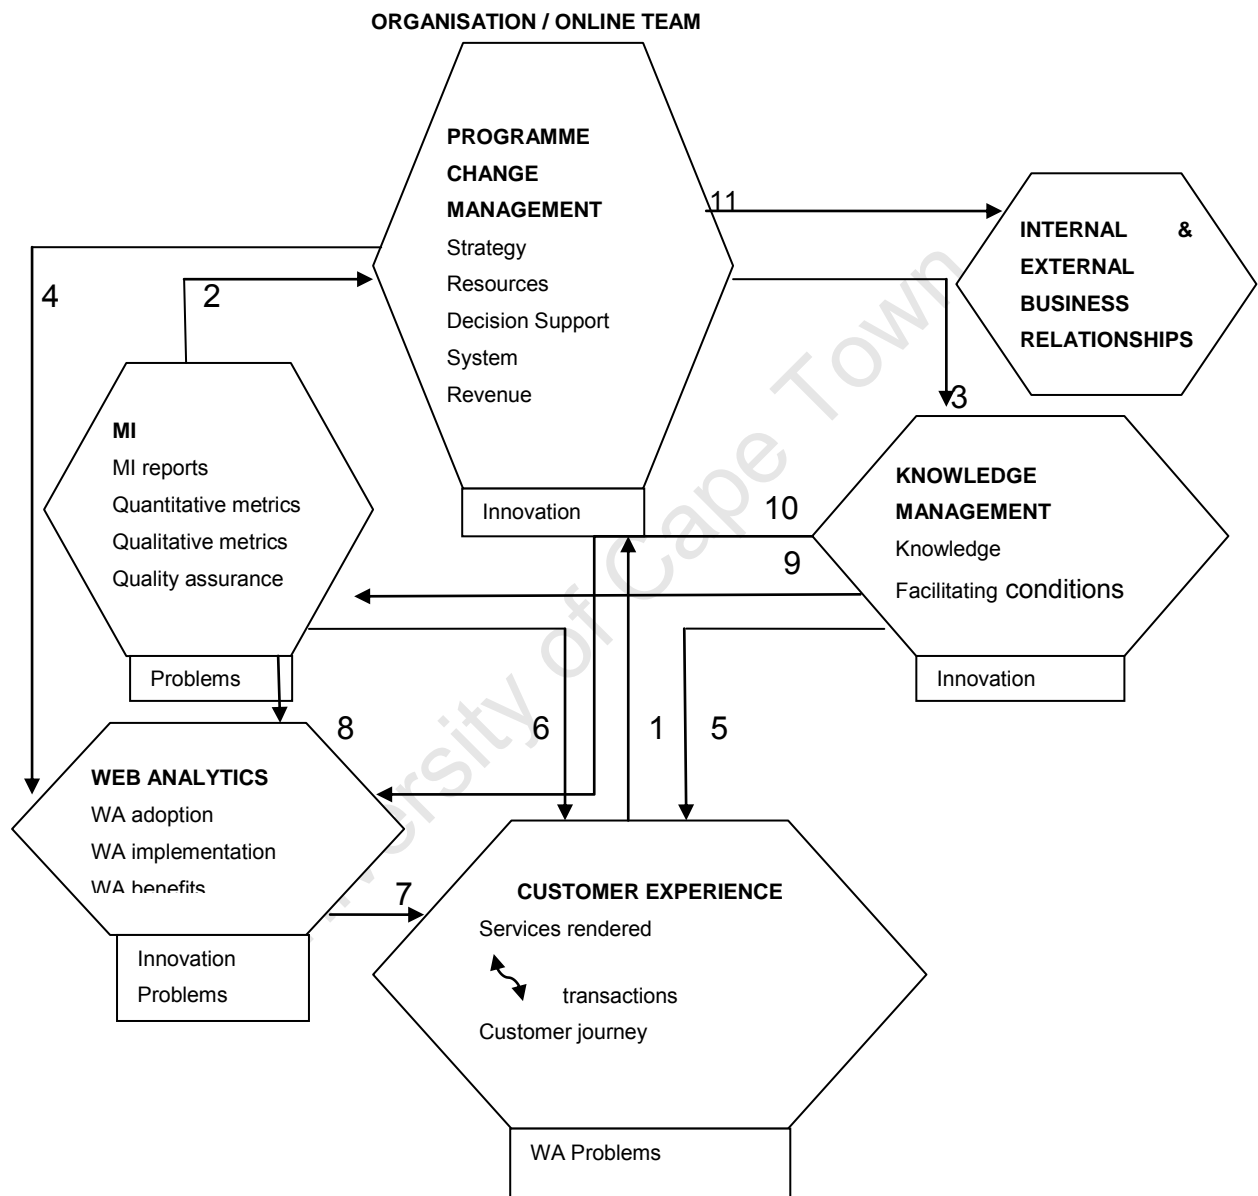 ORGANISATION / ONLINE TEAM
PROGRAMME
CHANGE
MANAGEMENT
Strategy
Resources
Decision Support
System
Revenue
Innovation
11
INTERNAL &
EXTERNAL
BUSINESS
RELATIONSHIPS
4
2
3
MI
MI reports
Quantitative metrics
Qualitative metrics
Quality assurance
Problems
KNOWLEDGE
MANAGEMENT
Knowledge
Facilitating conditions
Innovation
10
9
8
6
1
5
WEB ANALYTICS
WA adoption
WA implementation
WA benefits
Innovation
Problems
7
CUSTOMER EXPERIENCE
Services rendered
transactions
Customer journey
WA Problems
University of Cape Town